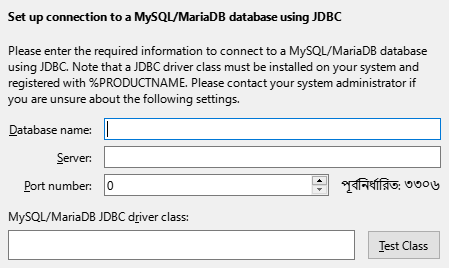 Set up connection to a MySQL/MariaDB database using JDBC
Please enter the required information to connect to a MySQL/MariaDB database
using JDBC. Note that a JDBC driver class must be installed on your system and
registered with %PRODUCTNAME. Please contact your system administrator if
you are unsure about the following settings.
Database name:
Server:
Port number: 0 পূর্বনির্ধারিত: ৩৩০৬
MySQL/MariaDB JDBC driver class:
Test Class